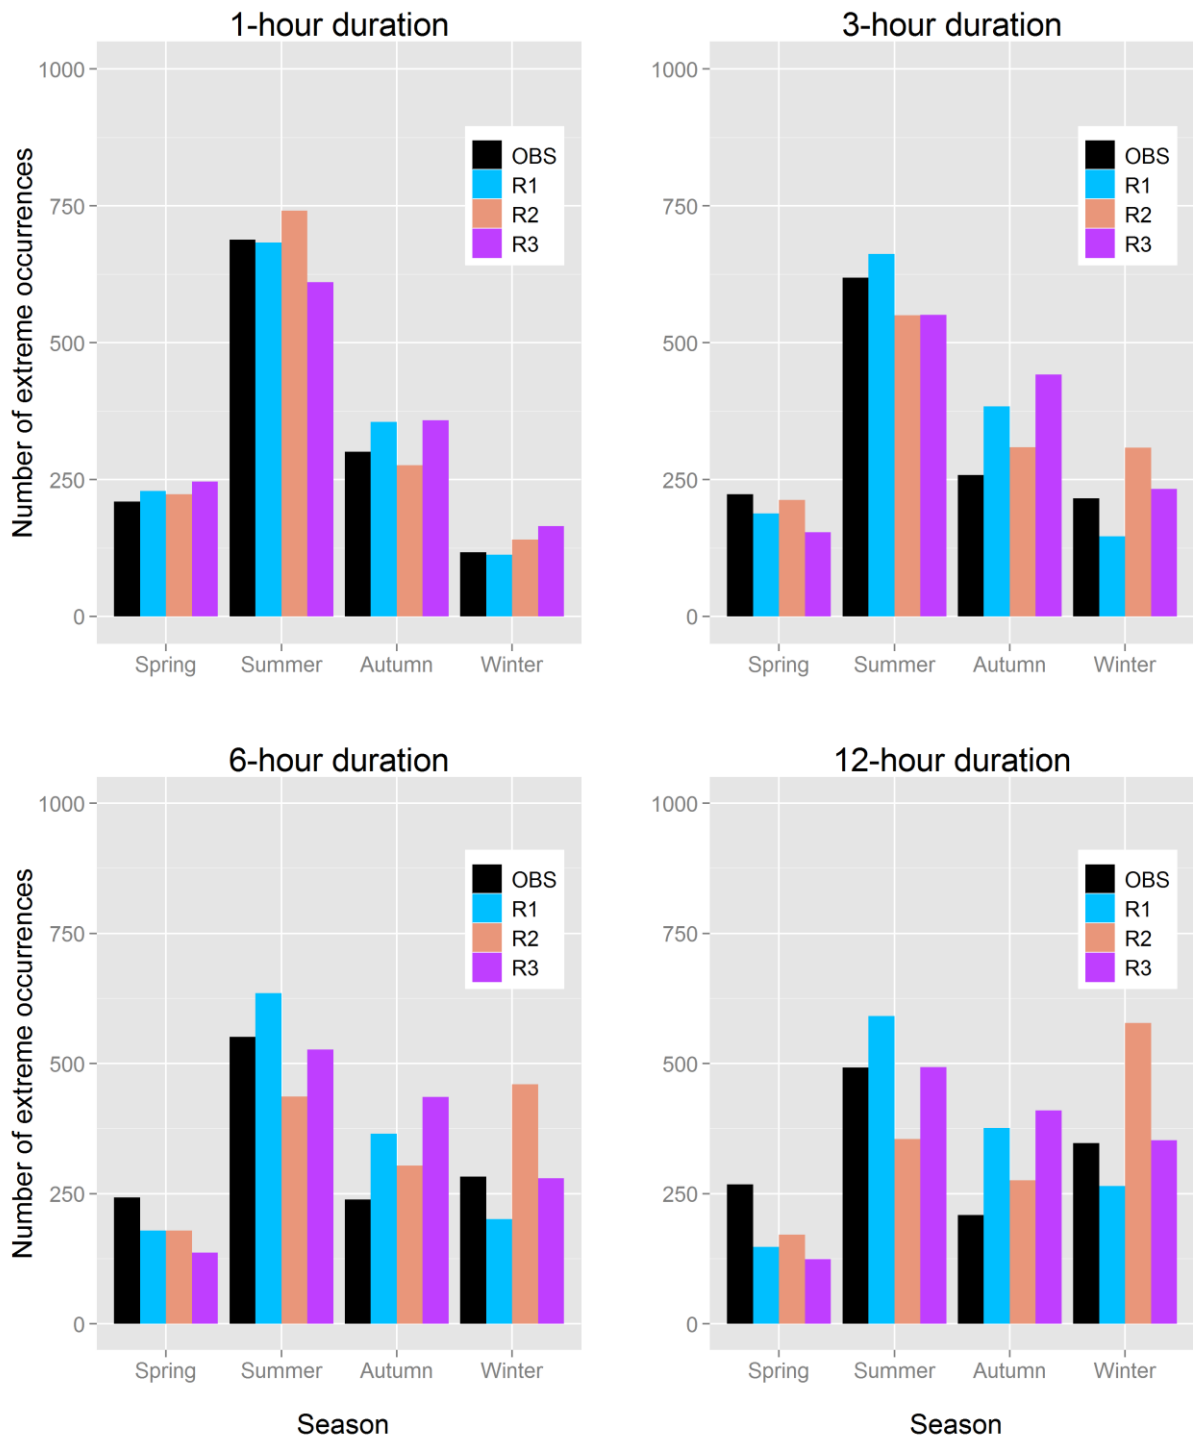 1-hour duration
Number of extreme occurrences
1000
750
500
250
0
OBS
R1
R2
R3
Spring Summer Autumn Winter
3-hour duration
1000
750
500
250
0
OBS
R1
R2
R3
Spring Summer Autumn Winter
6-hour duration
Number of extreme occurrences
1000
750
500
250
0
OBS
R1
R2
R3
Spring Summer Autumn Winter
Season
12-hour duration
1000
750
500
250
0
OBS
R1
R2
R3
Spring Summer Autumn Winter
Season